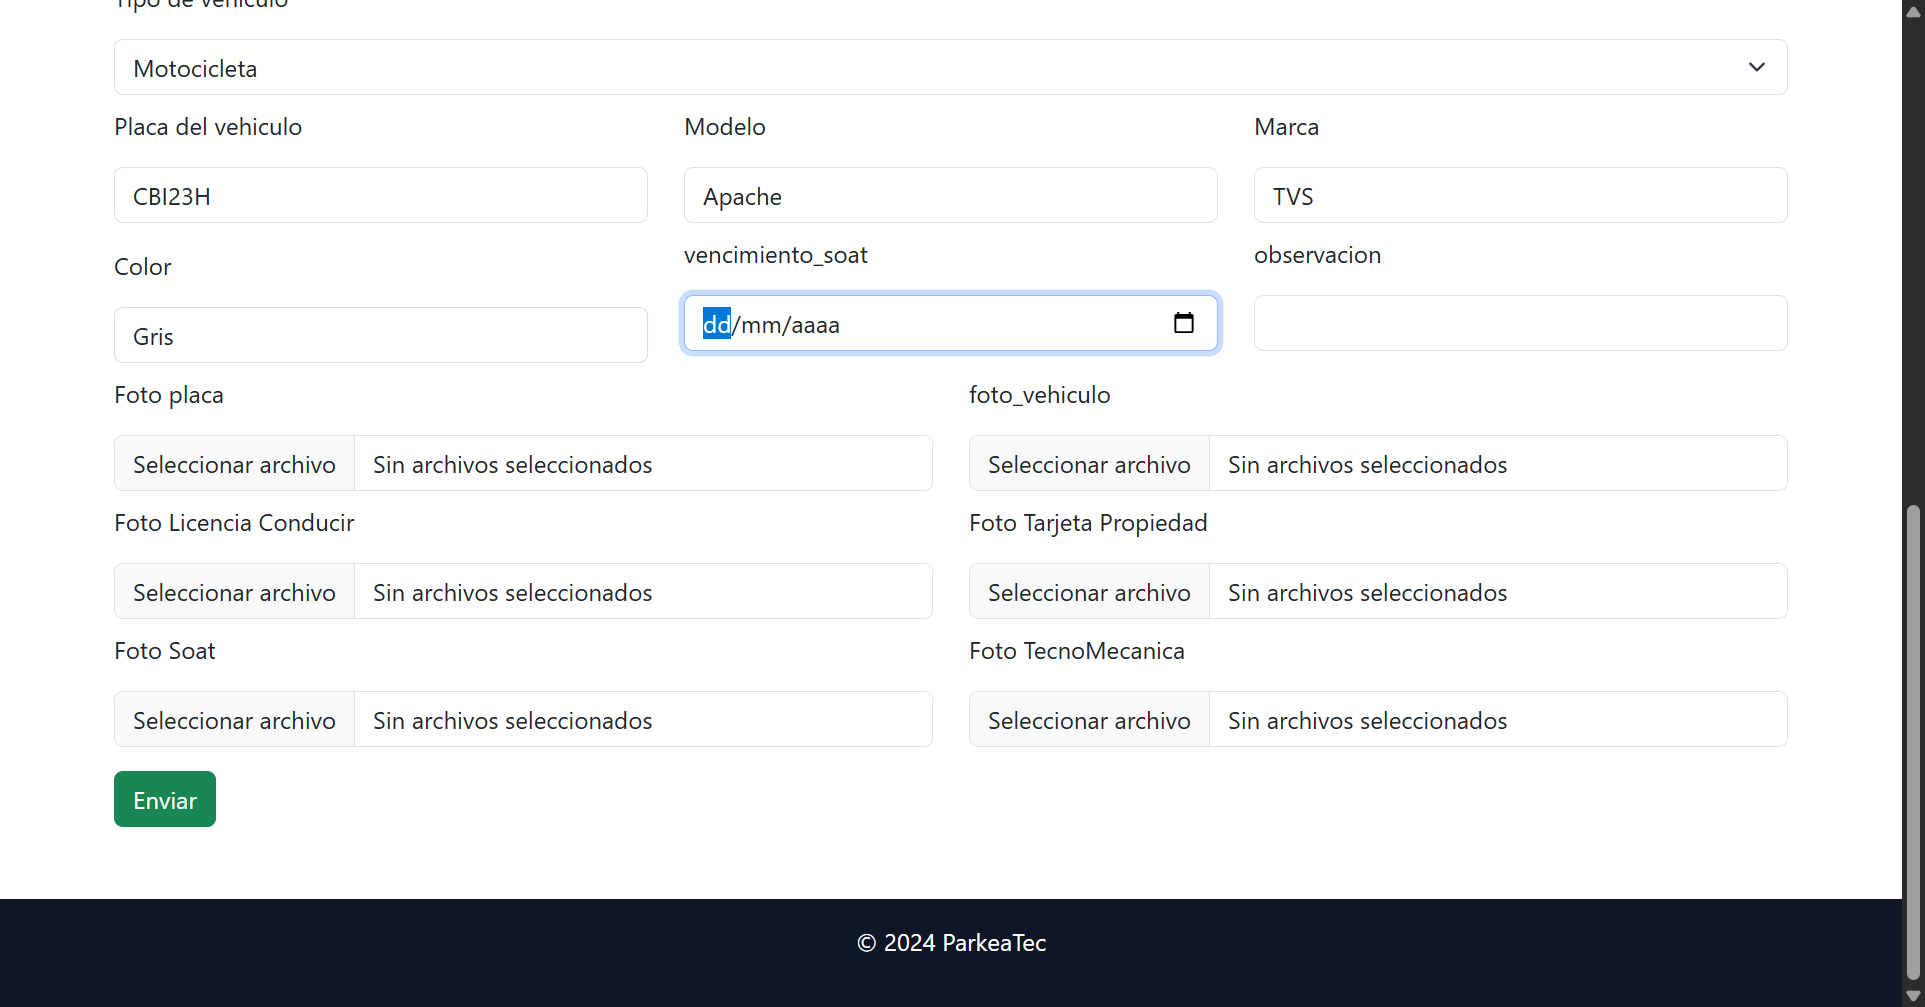 Tipo de vehiculo
Motocicleta
Placa del vehiculo
Modelo
Marca
CBI23H
Apache
TVS
Color
vencimiento_soat
observacion
Gris
dd/mm/aaaa
Foto placa
foto_vehiculo
Seleccionar archivo Sin archivos seleccionados
Seleccionar archivo Sin archivos seleccionados
Foto Licencia Conducir
Foto Tarjeta Propiedad
Seleccionar archivo Sin archivos seleccionados
Seleccionar archivo Sin archivos seleccionados
Foto Soat
Foto TecnoMecanica
Seleccionar archivo Sin archivos seleccionados
Seleccionar archivo Sin archivos seleccionados
Enviar
© 2024 ParkeaTec